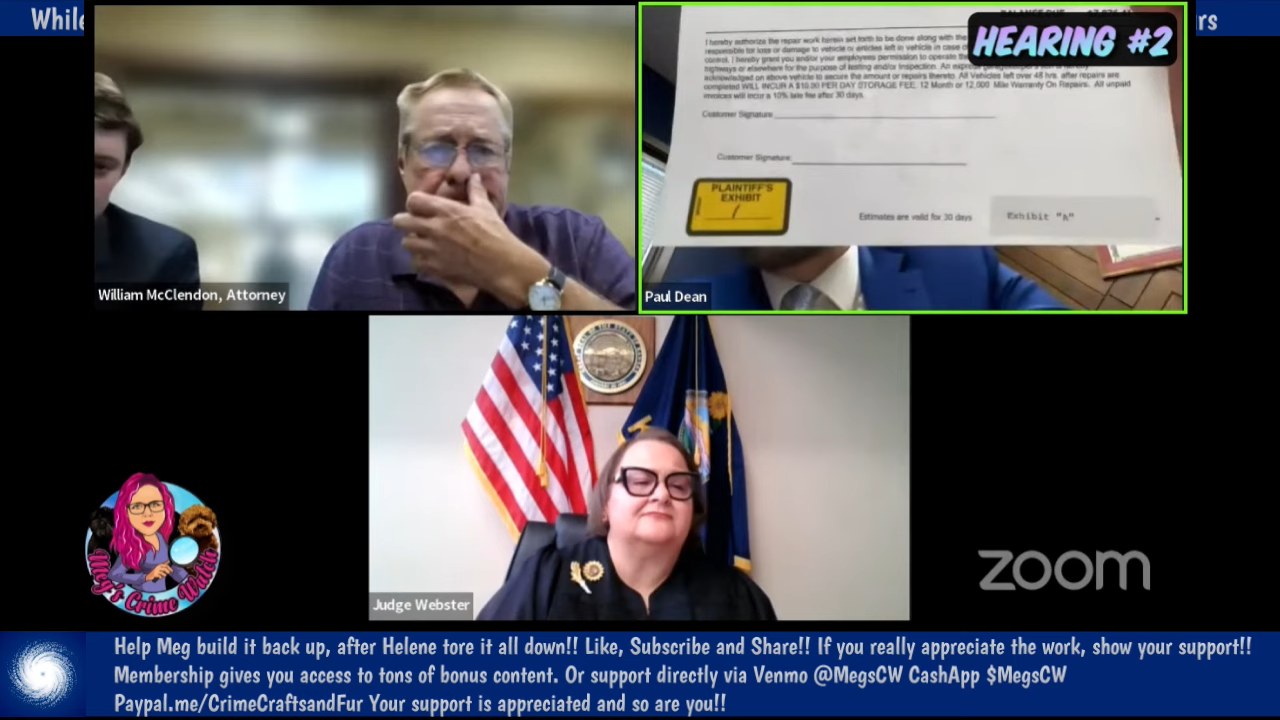 While
rs
HEARING #2
BALANCE DUE
I hereby authorize the repair work herein set forth to be done along with the
responsible for loss or damage to vehicle or articles left in vehicle in case of
control. I hereby grant you and/or your employees permission to operate the
highways or elsewhere for the purpose of testing and/or inspection. An express
acknowledged on above vehicle to secure the amount or repairs thereto. All Vehicles left over 48 hrs. after repairs are
completed WILL INCUR A $10.00 PER DAY STORAGE FEE. 12 Month or 12,000 Mile Warranty On Repairs. All unpaid
invoices will incur a 10% late fee after 30 days.
Customer Signature
Customer Signature:
PLAINTIFF'S
EXHIBIT
1
Estimates are valid for 30 days
Exhibit "A"
William McClendon, Attorney
Paul Dean
Judge Webster
Meg's Crime Watch
zoom
Help Meg build it back up, after Helene tore it all down!! Like, Subscribe and Share!! If you really appreciate the work, show your support!!
Membership gives you access to tons of bonus content. Or support directly via Venmo @MegsCW CashApp $MegsCW
Paypal.me/CrimeCraftsandFur Your support is appreciated and so are you!!